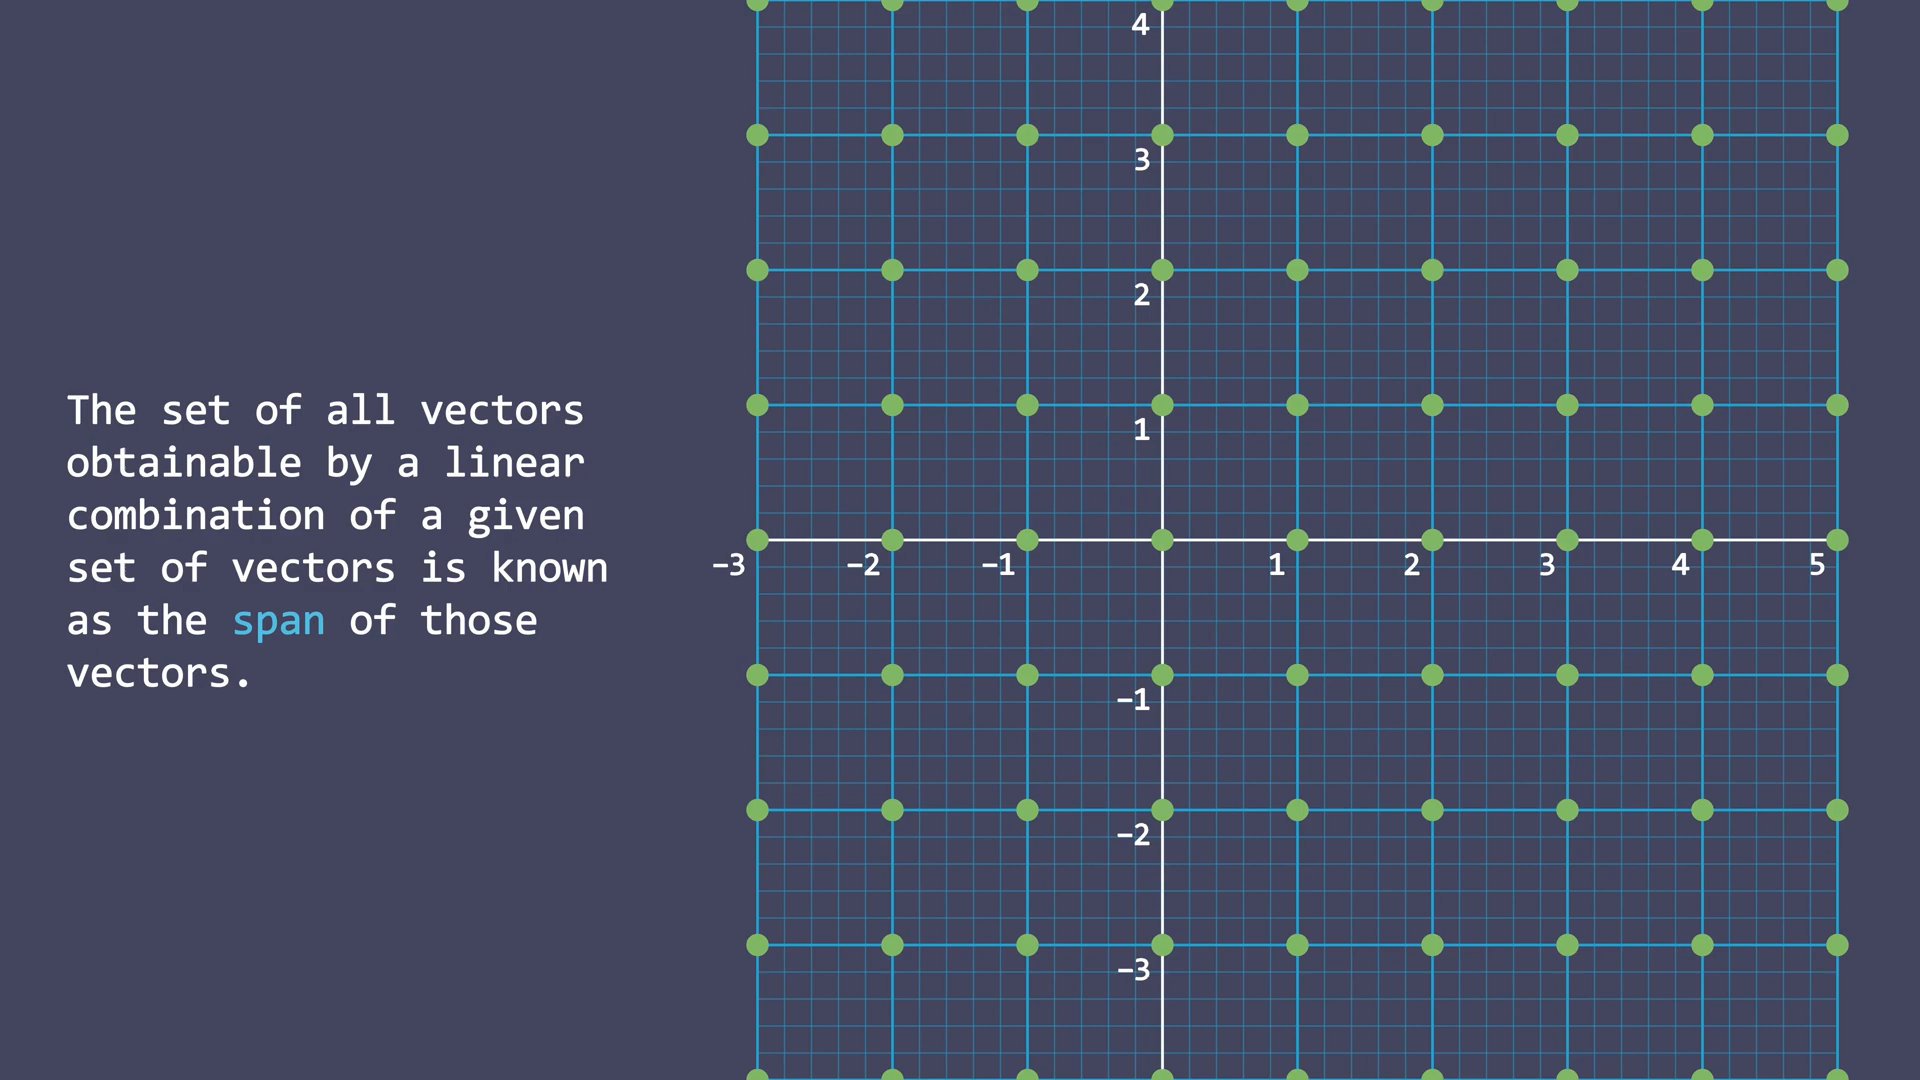 The set of all vectors
obtainable by a linear
combination of a given
set of vectors is known
as the span of those
vectors.
4
3
2
1
−3 −2 −1 1 2 3 4 5
−1
−2
−3